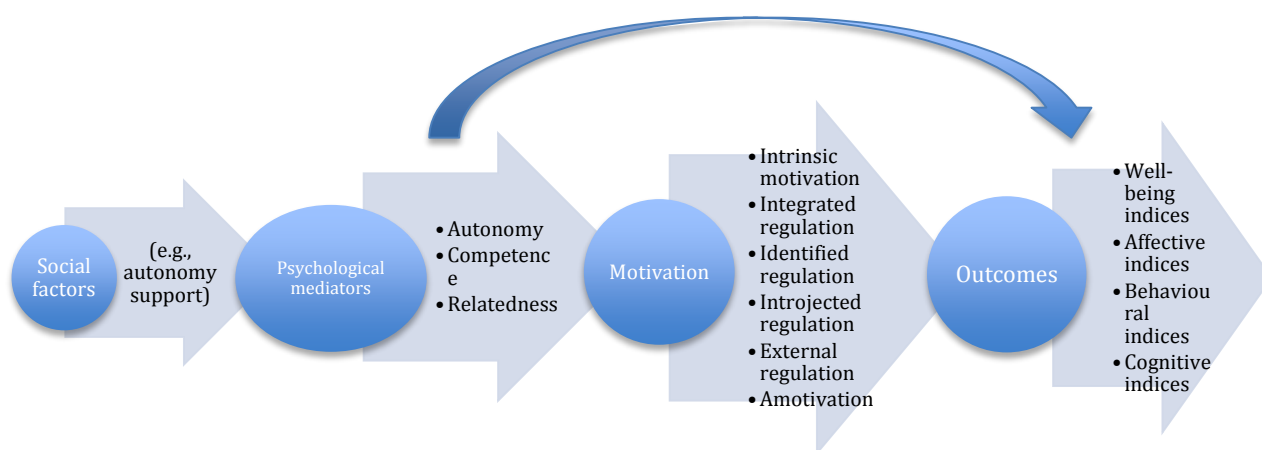 Social
factors
(e.g.,
autonomy
support)
Psychological
mediators
•Autonomy
•Competenc
e
•Relatedness
Motivation
•Intrinsic
motivation
•Integrated
regulation
•Identified
regulation
•Introjected
regulation
•External
regulation
•Amotivation
Outcomes
•Well-
being
indices
•Affective
indices
•Behaviou
ral indices
•Cognitive
indices